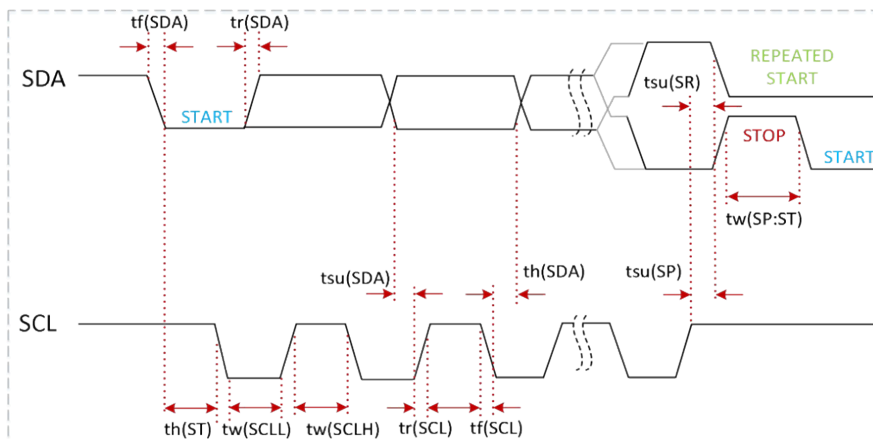 tf(SDA)
tr(SDA)
SDA
START
REPEATED
START
tsu(SR)
STOP
START
tw(SP:ST)
tsu(SDA)
th(SDA)
tsu(SP)
SCL
th(ST)
tw(SCLL)
tw(SCLH)
tr(SCL)
tf(SCL)